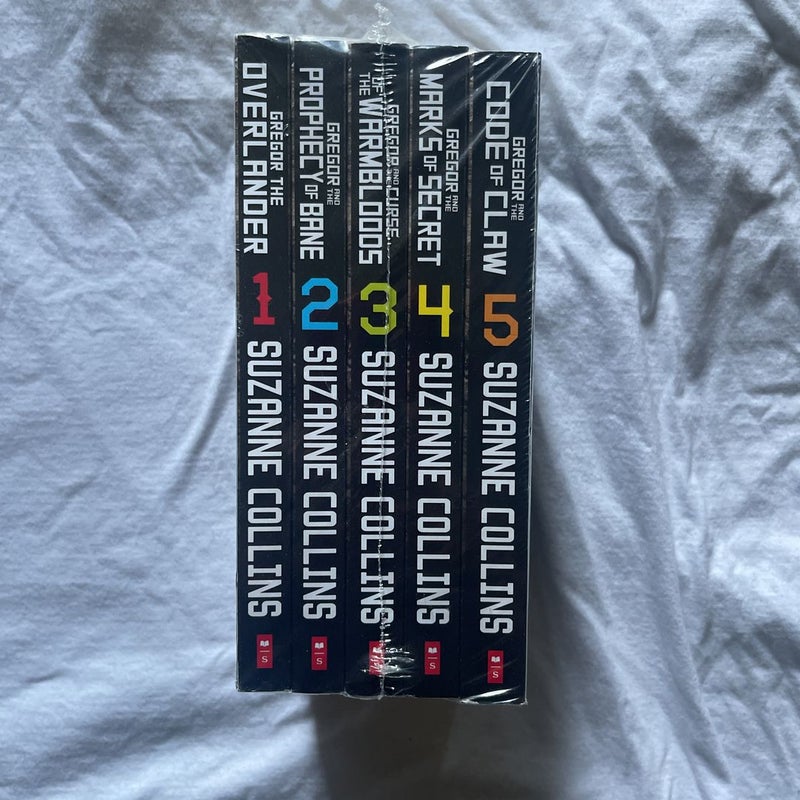 GREGOR THE
OVERLANDER
1
SUZANNE COLLINS
S
GREGOR AND THE
PROPHECY OF BANE
2
SUZANNE COLLINS
S
GREGOR AND CURSE
OF THE WARMBLOODS
3
SUZANNE COLLINS
GREGOR AND THE
MARKS OF SECRET
4
SUZANNE COLLINS
S
GREGOR AND THE
CODE OF CLAW
5
SUZANNE COLLINS
S